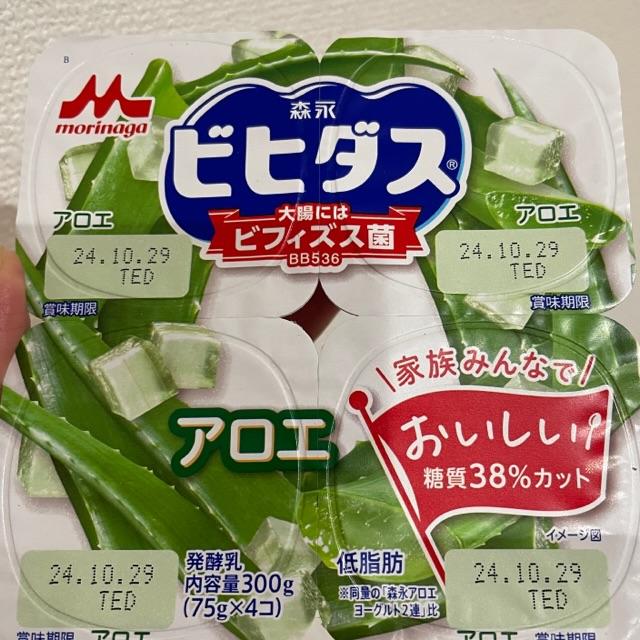 B
morinaga
森永
ビヒダス®
大腸には
ビフィズス菌
BB536
アロエ
24.10.29
TED
賞味期限
アロエ
24.10.29
TED
賞味期限
\家族みんなで/
おいしい!
糖質38%カット
アロエ
イメージ図
24.10.29
TED
発酵乳
内容量300g
(75g×4コ)
低脂肪
※同量の「森永アロエ
ヨーグルト2連」比
24.10.29
TED
賞味期限
アロエ
賞味期限
アロエ